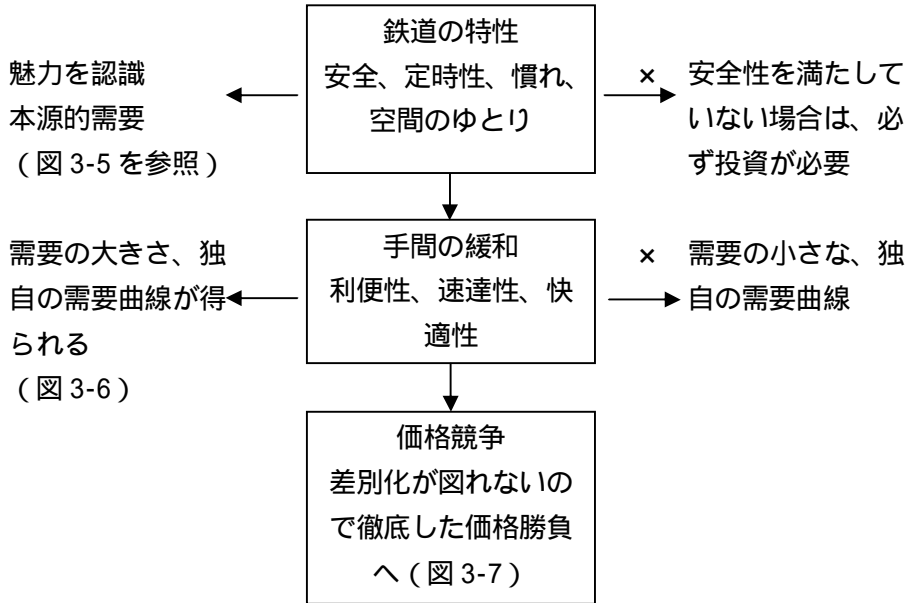 鉄道の特性
安全、定時性、慣れ、
空間のゆとり
魅力を認識
本源的需要
（図 3-5 を参照）
×
安全性を満たして
いない場合は、必
ず投資が必要
手間の緩和
利便性、速達性、快
適性
需要の大きさ、独
自の需要曲線が得
られる
（図 3-6）
×
需要の小さな、独
自の需要曲線
価格競争
差別化が図れないの
で徹底した価格勝負
へ（図 3-7）